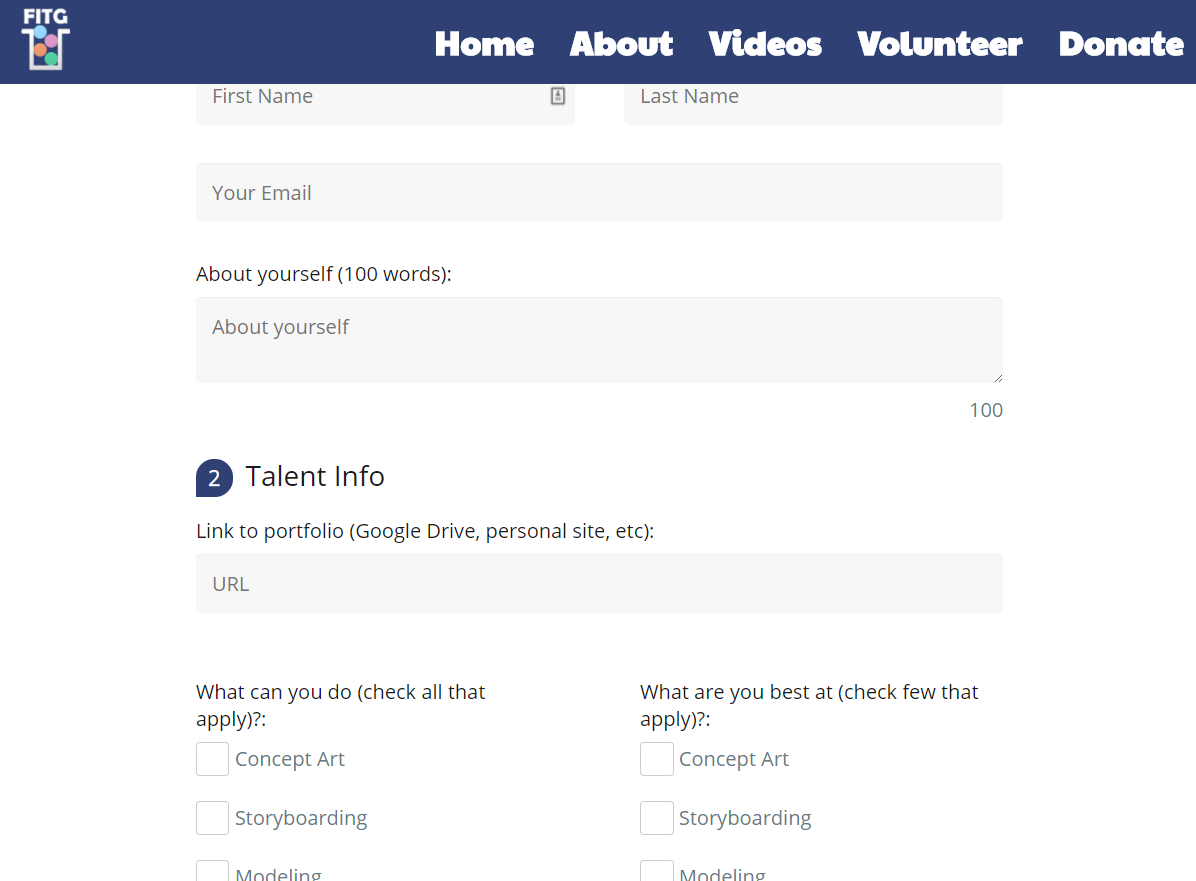 FITG
Home About Videos Volunteer Donate
First Name
Last Name
Your Email
About yourself (100 words):
About yourself
100
2 Talent Info
Link to portfolio (Google Drive, personal site, etc):
URL
What can you do (check all that
apply)?:
Concept Art
Storyboarding
Modeling
What are you best at (check few that
apply)?:
Concept Art
Storyboarding
Modeling